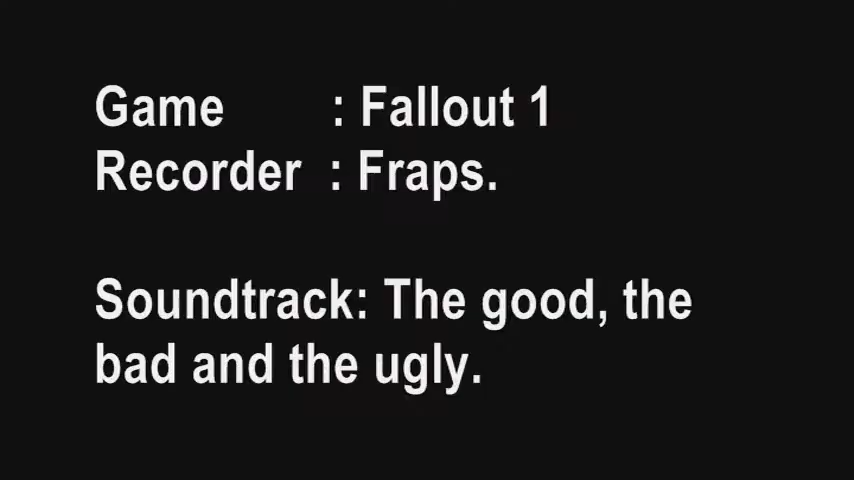 Game : Fallout 1
Recorder : Fraps.
Soundtrack: The good, the
bad and the ugly.